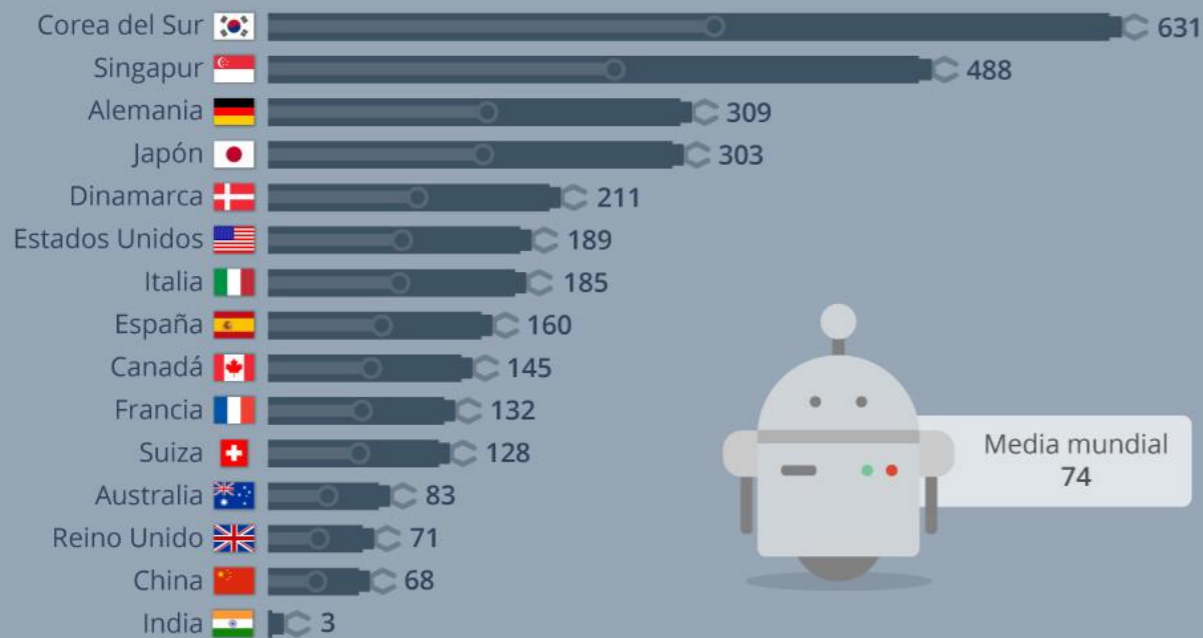 Corea del Sur 631
Singapur 488
Alemania 309
Japón 303
Dinamarca 211
Estados Unidos 189
Italia 185
España 160
Canadá 145
Francia 132
Suiza 128
Australia 83
Reino Unido 71
China 68
India 3
Media mundial
74